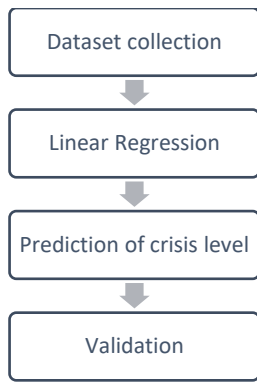 Dataset collection
Linear Regression
Prediction of crisis level
Validation